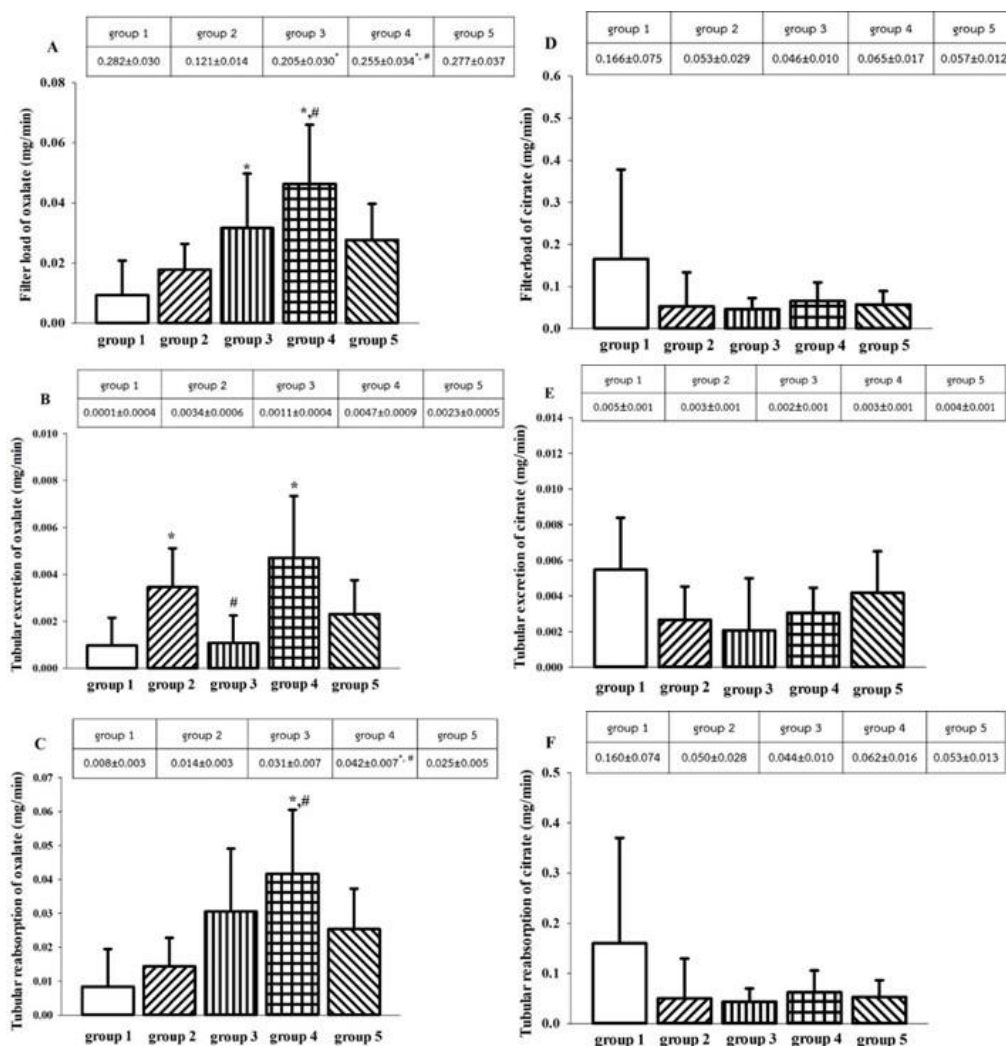 A
group 1 group 2 group 3 group 4 group 5
0.282±0.030 0.121±0.014 0.205±0.030* 0.255±0.034*,# 0.277±0.037
Filter load of oxalate (mg/min)
0.08
0.06
0.04
0.02
0.00
* *,#
group 1 group 2 group 3 group 4 group 5
B
group 1 group 2 group 3 group 4 group 5
0.0001±0.0004 0.0034±0.0006 0.0011±0.0004 0.0047±0.0009 0.0023±0.0005
Tubular excretion of oxalate (mg/min)
0.010
0.008
0.006
0.004
0.002
0.000
* # *
group 1 group 2 group 3 group 4 group 5
C
group 1 group 2 group 3 group 4 group 5
0.008±0.003 0.014±0.003 0.031±0.007 0.042±0.007*,# 0.025±0.005
Tubular reabsorption of oxalate (mg/min)
0.07
0.06
0.05
0.04
0.03
0.02
0.01
0.00
*,#
group 1 group 2 group 3 group 4 group 5
D
group 1 group 2 group 3 group 4 group 5
0.166±0.075 0.053±0.029 0.046±0.010 0.065±0.017 0.057±0.012
Filterload of citrate (mg/min)
0.6
0.5
0.4
0.3
0.2
0.1
0.0
group 1 group 2 group 3 group 4 group 5
E
group 1 group 2 group 3 group 4 group 5
0.005±0.001 0.003±0.001 0.002±0.001 0.003±0.001 0.004±0.001
Tubular excretion of citrate (mg/min)
0.014
0.012
0.010
0.008
0.006
0.004
0.002
0.000
group 1 group 2 group 3 group 4 group 5
F
group 1 group 2 group 3 group 4 group 5
0.160±0.074 0.050±0.028 0.044±0.010 0.062±0.016 0.053±0.013
Tubular reabsorption of citrate (mg/min)
0.5
0.4
0.3
0.2
0.1
0.0
group 1 group 2 group 3 group 4 group 5